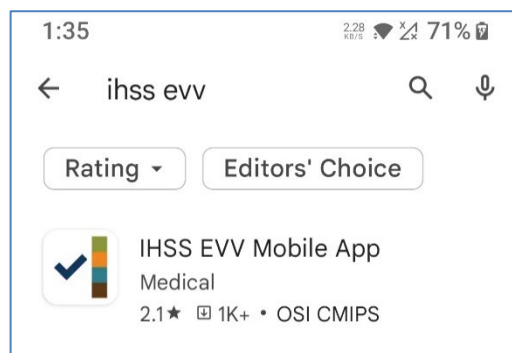 1:35 2.28 KB/S 71%
ihss evv
Rating Editors' Choice
IHSS EVV Mobile App
Medical
2.1★ 1K+ • OSI CMIPS